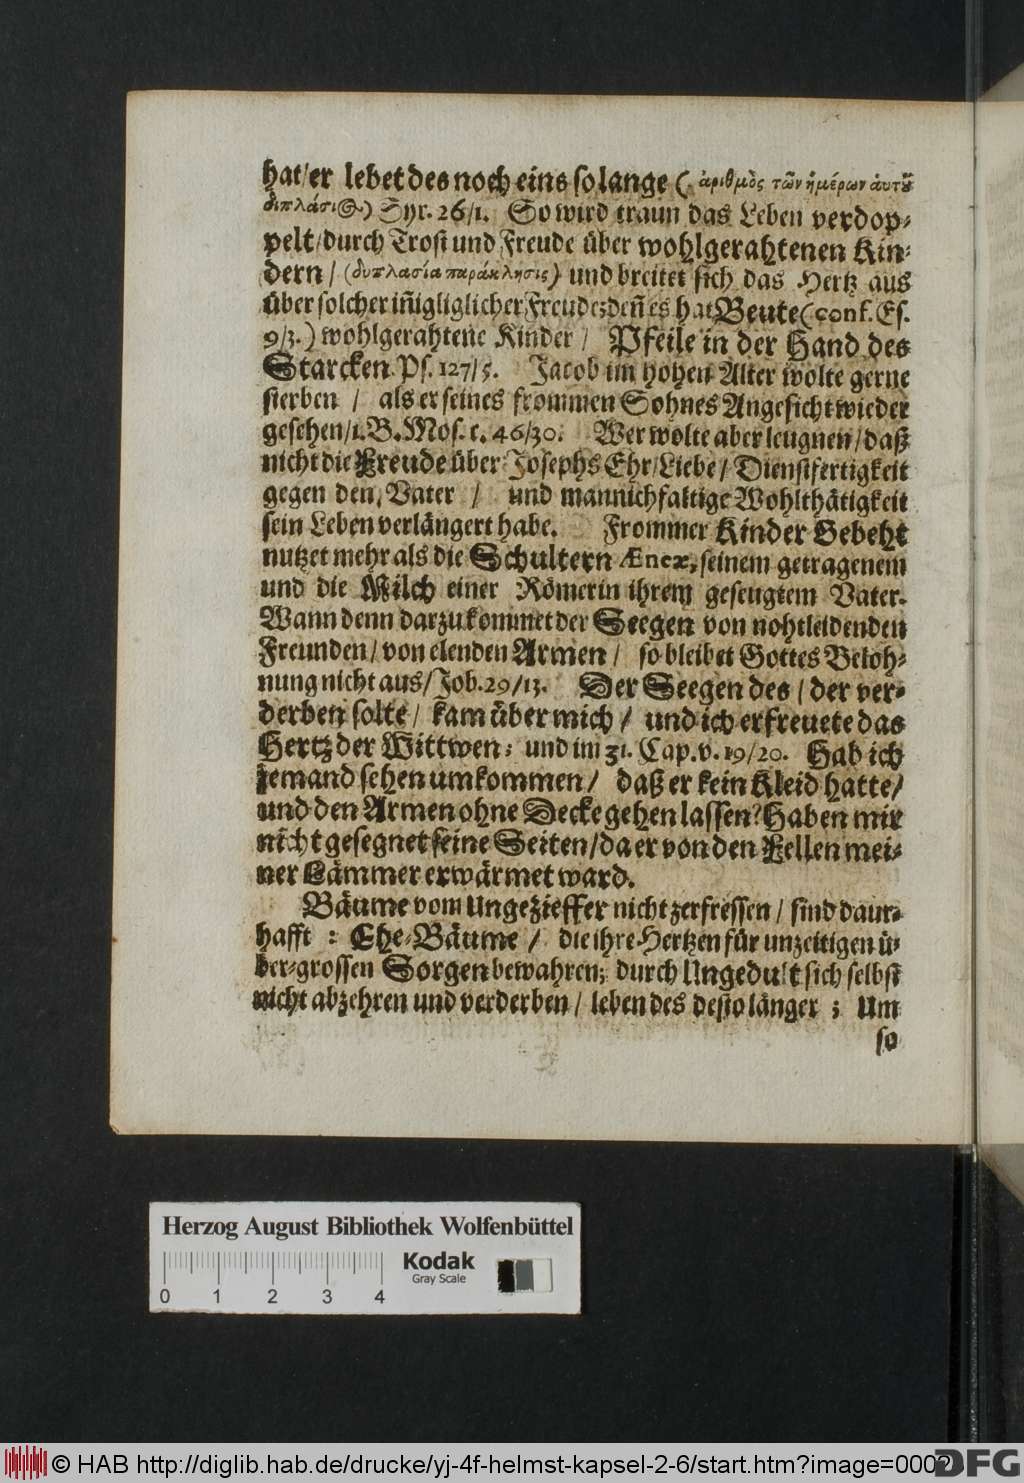 hat/er lebet des noch eins so lange ( ἀριθμὸς τῶν ἡμέρων ἀυτοῦ
διπλάσιος) Syr. 26/1. So wird traun das Leben verdop⸗
pelt/durch Trost und Freude über wohlgerahtenen Kin⸗
dern/ (διπλασία παράκλησις) und breitet sich das Hertz aus
über solcher iñigliglicher Freude; deñ es hat Beute (conf. Es.
9/3.) wohlgerahtene Kinder / Pfeile in der Hand des
Starcken Ps. 127/5. Jacob im hohen Alter wolte gerne
sterben / als er seines frommen Sohnes Angesicht wieder
gesehen/1. B. Mos. c. 46/30. Wer wolte aber leugnen/daß
nicht die Freude über Josephs Ehr/Liebe/ Dienstfertigkeit
gegen den Vater / und mannichfaltige Wohlthätigkeit
sein Leben verlängert habe. Frommer Kinder Gebeht
nutzet mehr als die Schultern Æneæ, seinem getragenem
und die Milch einer Römerin ihrem geseugtem Vater.
Wann denn darzu kommet der Seegen von nohtleidenden
Freunden/von elenden Armen/ so bleibet Gottes Beloh⸗
nung nicht aus/Job. 29/13. Der Seegen des/der ver⸗
derben solte/ kam über mich/ und ich erfreuete das
Hertz der Wittwen; und im 31. Cap. v. 19/20. Hab ich
jemand sehen umkommen/ daß er kein Kleid hatte/
und den Armen ohne Decke gehen lassen? Haben mir
nicht gesegnet seine Seiten/da er von den Fellen mei⸗
ner Lämmer erwärmet ward.
Bäume vom Ungezieffer nicht zerfressen/ sind daur⸗
hafft : Ehe⸗Bäume / die ihre Hertzen für unzeitigen ü⸗
ber⸗grossen Sorgen bewahren; durch Ungedult sich selbst
nicht abzehren und verderben/ leben des desto länger ; Um
so
Herzog August Bibliothek Wolfenbüttel
Kodak
Gray Scale
0 1 2 3 4
© HAB http://diglib.hab.de/drucke/yj-4f-helmst-kapsel-2-6/start.htm?image=0002
DFG